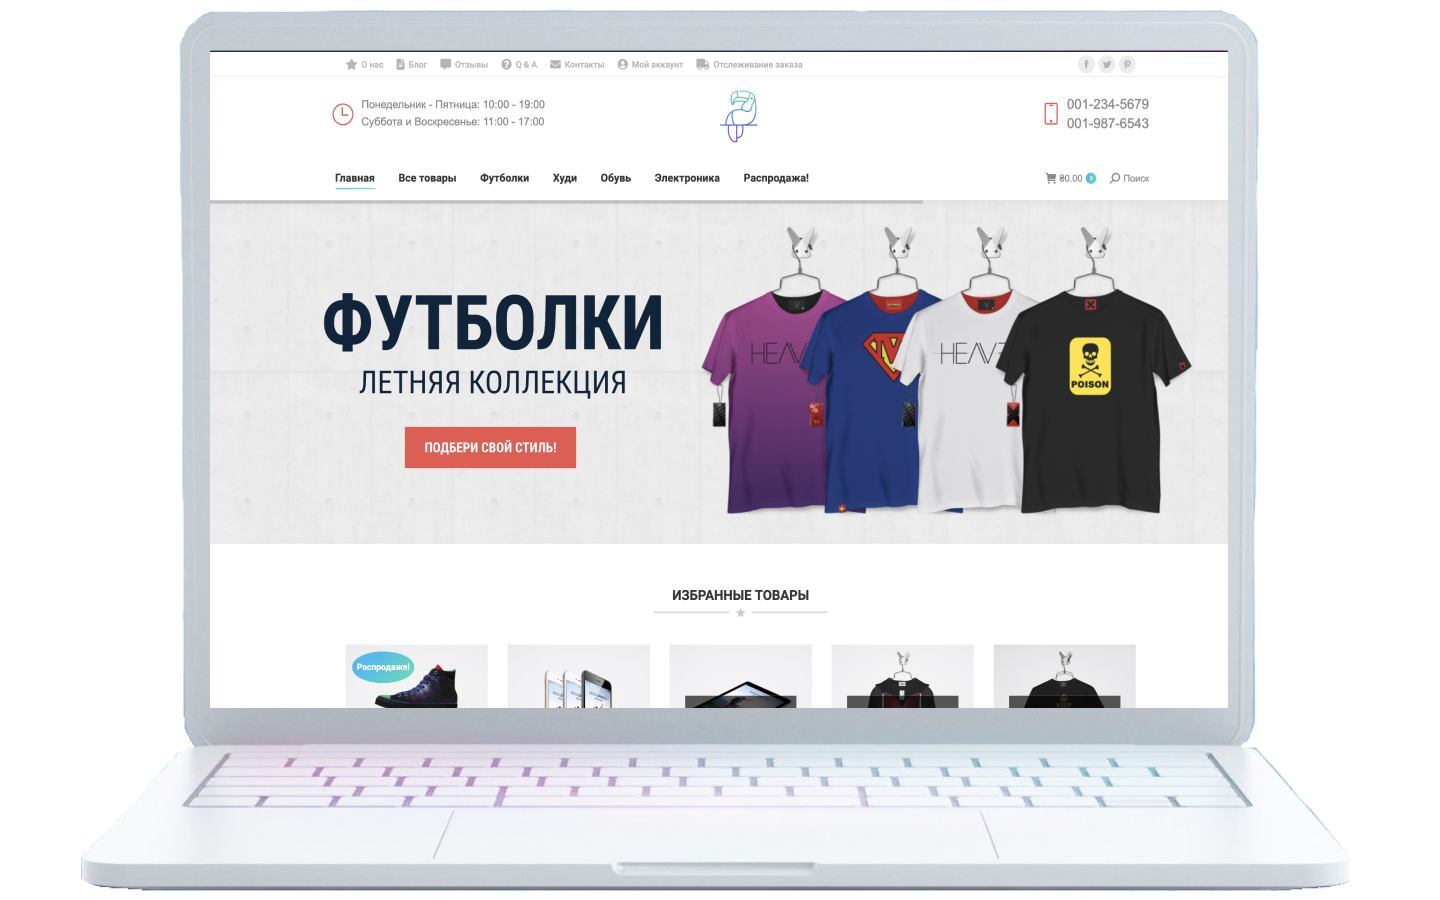 О нас Блог Отзывы Q & A Контакты Мой аккаунт Отслеживание заказа
Понедельник - Пятница: 10:00 - 19:00
Суббота и Воскресенье: 11:00 - 17:00
001-234-5679
001-987-6543
Главная Все товары Футболки Худи Обувь Электроника Распродажа!
₴0.00 0 Поиск
ФУТБОЛКИ
ЛЕТНЯЯ КОЛЛЕКЦИЯ
ПОДБЕРИ СВОЙ СТИЛЬ!
POISON
ИЗБРАННЫЕ ТОВАРЫ
Распродажа!